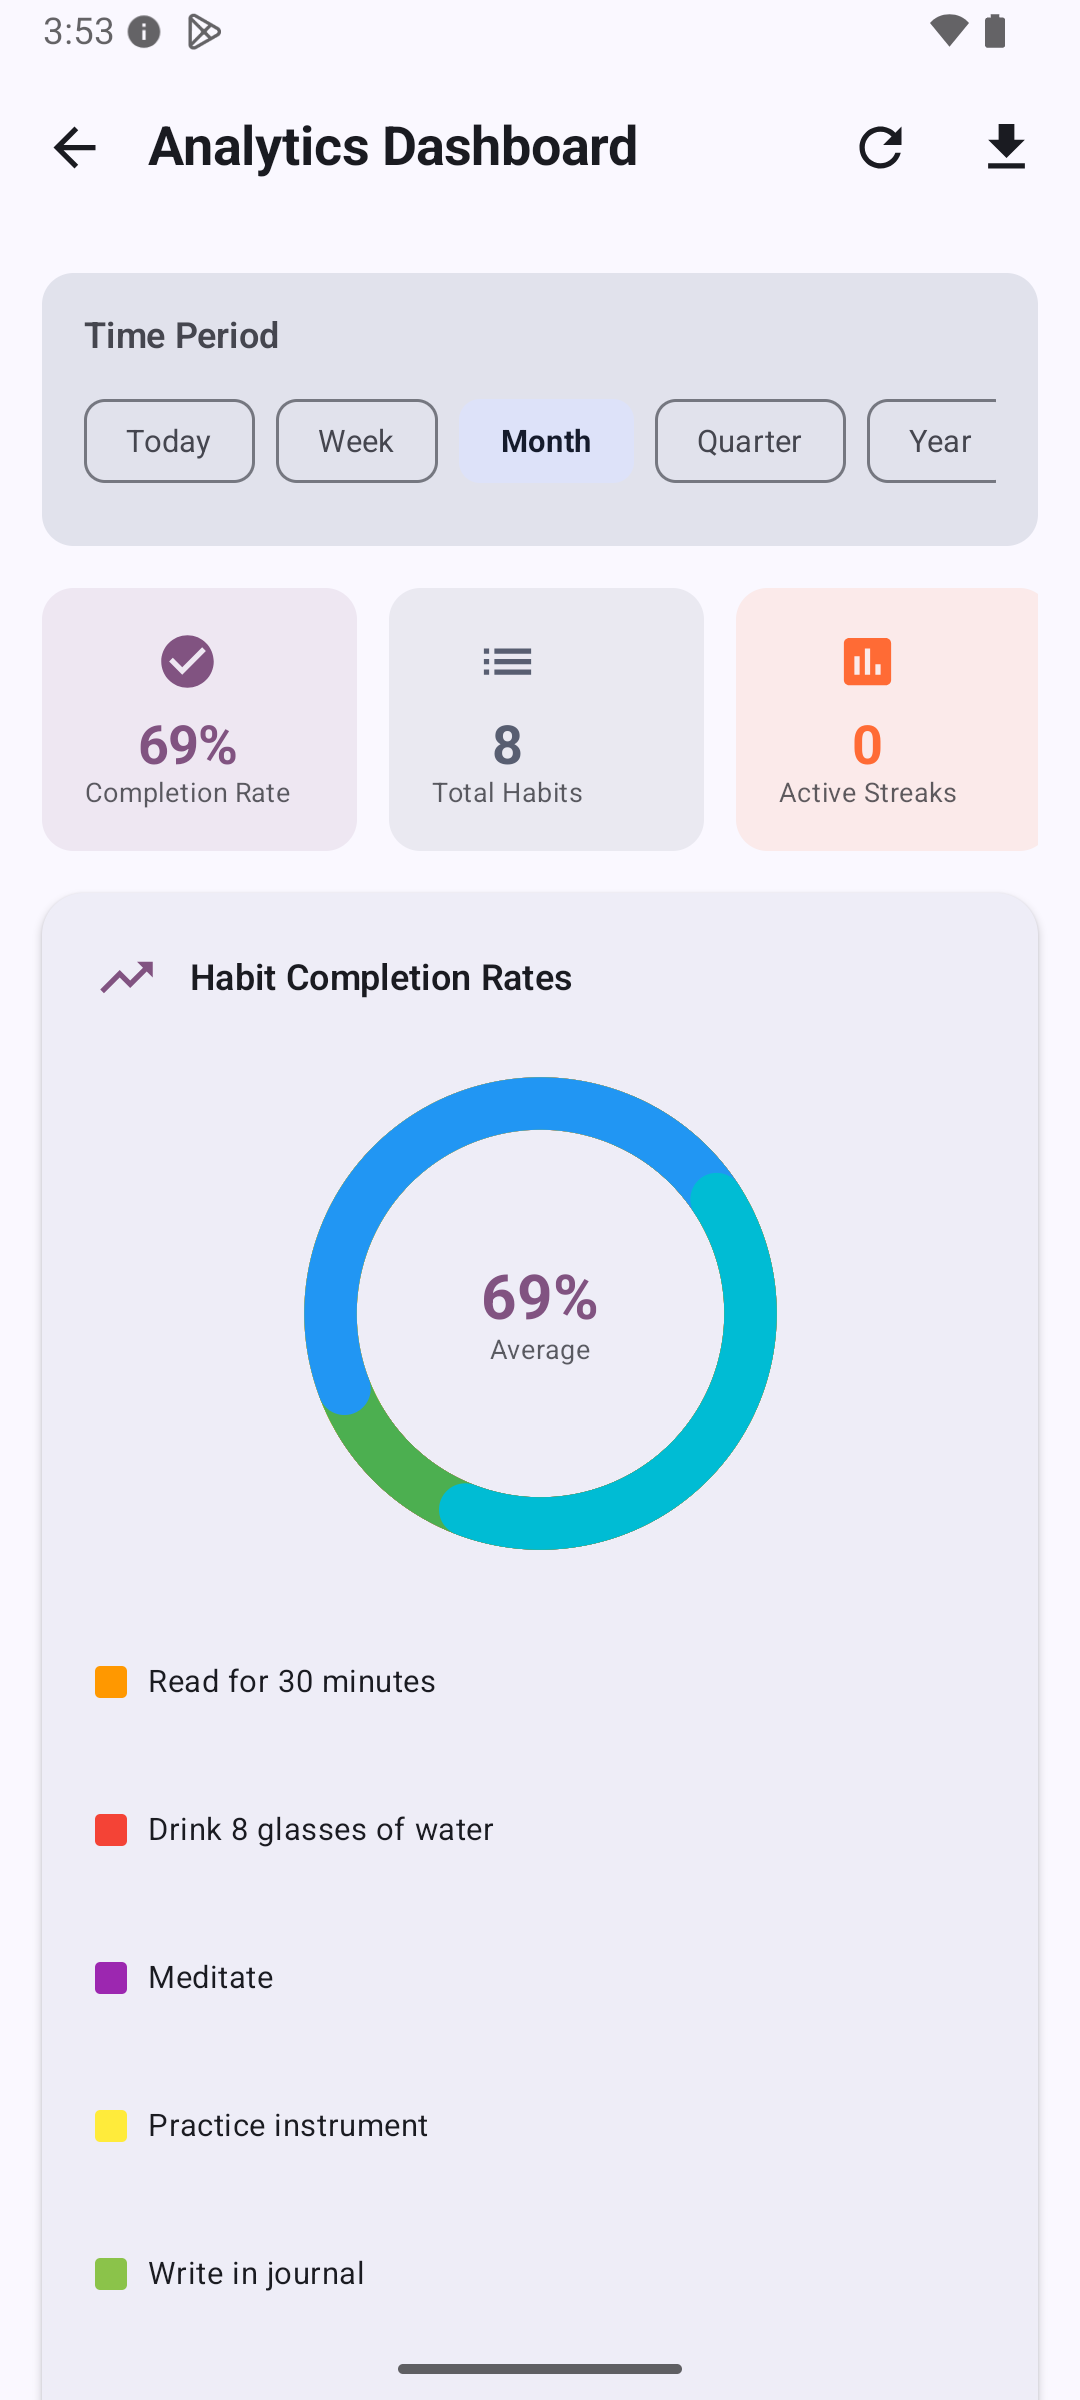 3:53
Analytics Dashboard
Time Period
Today
Week
Month
Quarter
Year
69%
Completion Rate
8
Total Habits
0
Active Streaks
Habit Completion Rates
69%
Average
Read for 30 minutes
Drink 8 glasses of water
Meditate
Practice instrument
Write in journal